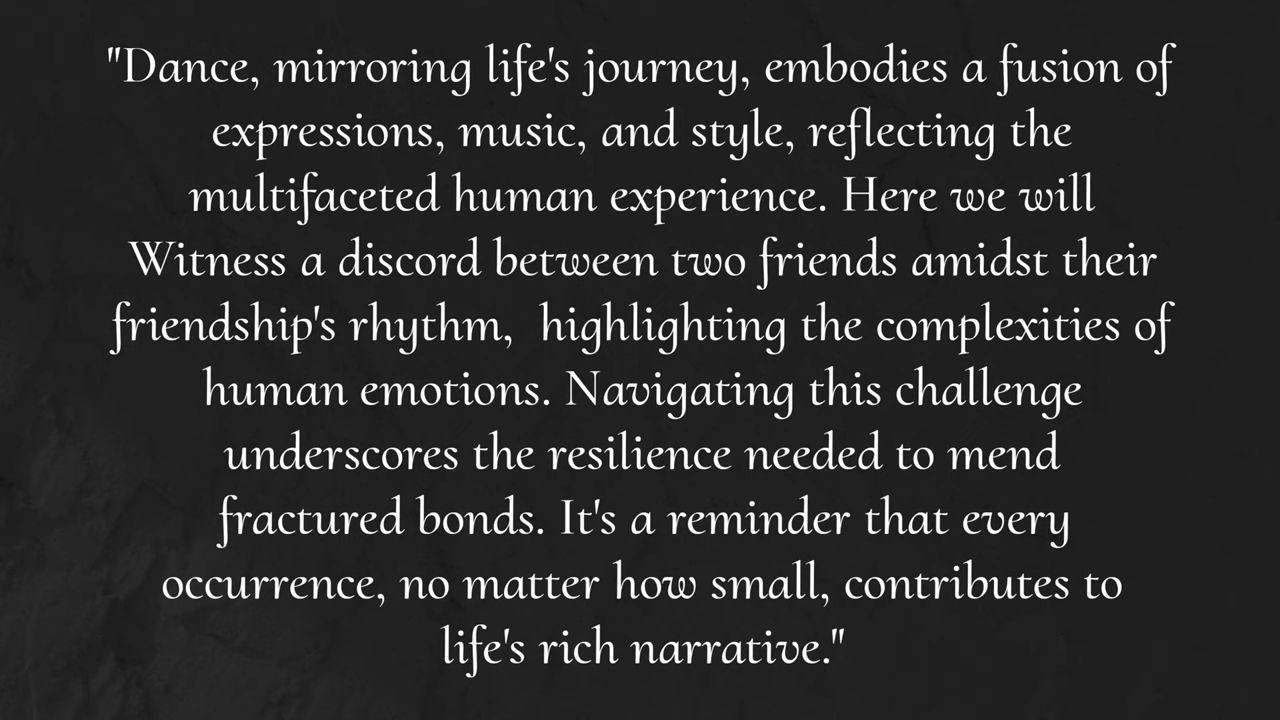 "Dance, mirroring life's journey, embodies a fusion of
expressions, music, and style, reflecting the
multifaceted human experience. Here we will
Witness a discord between two friends amidst their
friendship's rhythm,  highlighting the complexities of
human emotions. Navigating this challenge
underscores the resilience needed to mend
fractured bonds. It's a reminder that every
occurrence, no matter how small, contributes to
life's rich narrative."